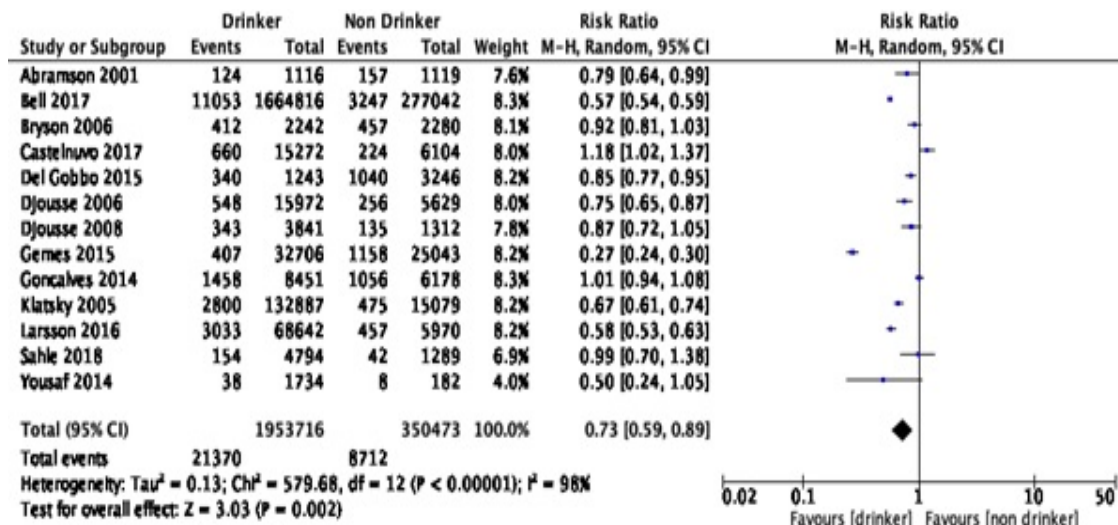 Drinker Non Drinker Risk Ratio Risk Ratio
Study or Subgroup Events Total Events Total Weight M-H, Random, 95% CI M-H, Random, 95% CI
Abramson 2001 124 1116 157 1119 7.6% 0.79 [0.64, 0.99]
Bell 2017 11053 1664816 3247 277042 8.3% 0.57 [0.54, 0.59]
Bryson 2006 412 2242 457 2280 8.1% 0.92 [0.81, 1.03]
Castelnuvo 2017 660 15272 224 6104 8.0% 1.18 [1.02, 1.37]
Del Gobbo 2015 340 1243 1040 3246 8.2% 0.85 [0.77, 0.95]
Djousse 2006 548 15972 256 5629 8.0% 0.75 [0.65, 0.87]
Djousse 2008 343 3841 135 1312 7.8% 0.87 [0.72, 1.05]
Gemes 2015 407 32706 1158 25043 8.2% 0.27 [0.24, 0.30]
Goncalves 2014 1458 8451 1056 6178 8.3% 1.01 [0.94, 1.08]
Klatsky 2005 2800 132887 475 15079 8.2% 0.67 [0.61, 0.74]
Larsson 2016 3033 68642 457 5970 8.2% 0.58 [0.53, 0.63]
Sahle 2018 154 4794 42 1289 6.9% 0.99 [0.70, 1.38]
Yousaf 2014 38 1734 8 182 4.0% 0.50 [0.24, 1.05]
Total (95% CI) 1953716 350473 100.0% 0.73 [0.59, 0.89]
Total events 21370 8712
Heterogeneity: Tau² = 0.13; Chi² = 579.68, df = 12 (P < 0.00001); I² = 98%
Test for overall effect: Z = 3.03 (P = 0.002)
0.02 0.1 1 10 50
Favours [drinker] Favours [non drinker]